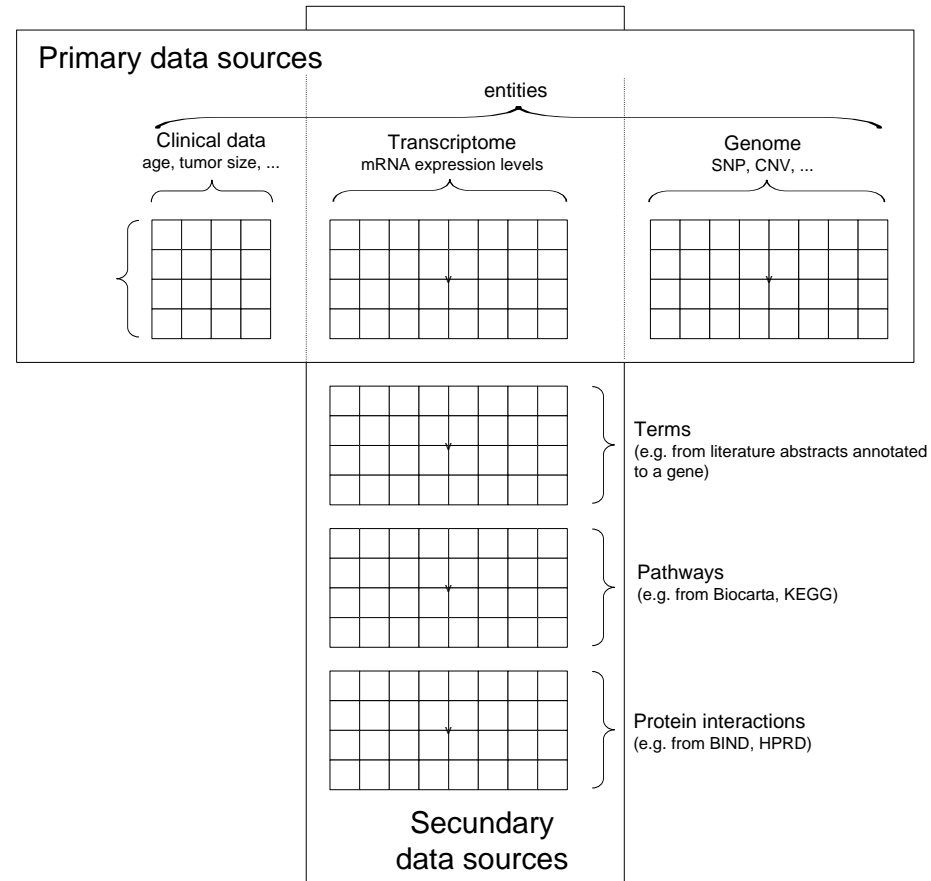 Primary data sources
entities
Clinical data
age, tumor size, ...
Transcriptome
mRNA expression levels
Genome
SNP, CNV, ...
v
v
v
Terms
(e.g. from literature abstracts annotated
to a gene)
v
Pathways
(e.g. from Biocarta, KEGG)
v
Protein interactions
(e.g. from BIND, HPRD)
Secundary
data sources